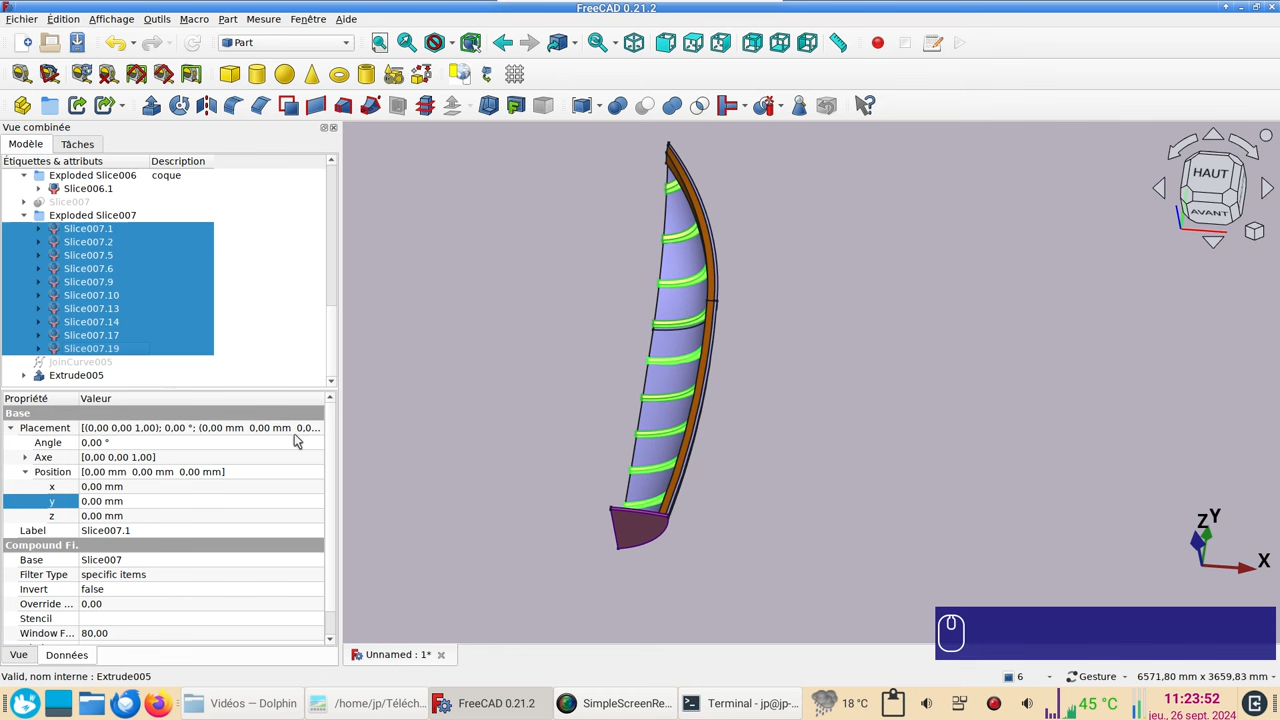 FreeCAD 0.21.2
Fichier Édition Affichage Outils Macro Part Mesure Fenêtre Aide
Part
Vue combinée
Modèle Tâches
Étiquettes & attributs Description
Exploded Slice006 coque
Slice006.1
Slice007
Exploded Slice007
Slice007.1
Slice007.2
Slice007.5
Slice007.6
Slice007.9
Slice007.10
Slice007.13
Slice007.14
Slice007.17
Slice007.19
JoinCurve005
Extrude005
Propriété Valeur
Base
Placement [(0,00 0,00 1,00); 0,00 °; (0,00 mm 0,00 mm 0,0...
Angle 0,00 °
Axe [0,00 0,00 1,00]
Position [0,00 mm 0,00 mm 0,00 mm]
x 0,00 mm
y 0,00 mm
z 0,00 mm
Label Slice007.1
Compound Fi.
Base Slice007
Filter Type specific items
Invert false
Override ... 0,00
Stencil
Window F... 80,00
Vue Données
HAUT
AVANT
Z Y
X
Unnamed : 1*
Valid, nom interne : Extrude005
6 Gesture 6571,80 mm x 3659,83 mm
Vidéos — Dolphin
/home/jp/Téléch...
FreeCAD 0.21.2
SimpleScreenRe...
Terminal - jp@jp-...
18 °C
45 °C
11:23:52
jeu., 26 sept. 2024